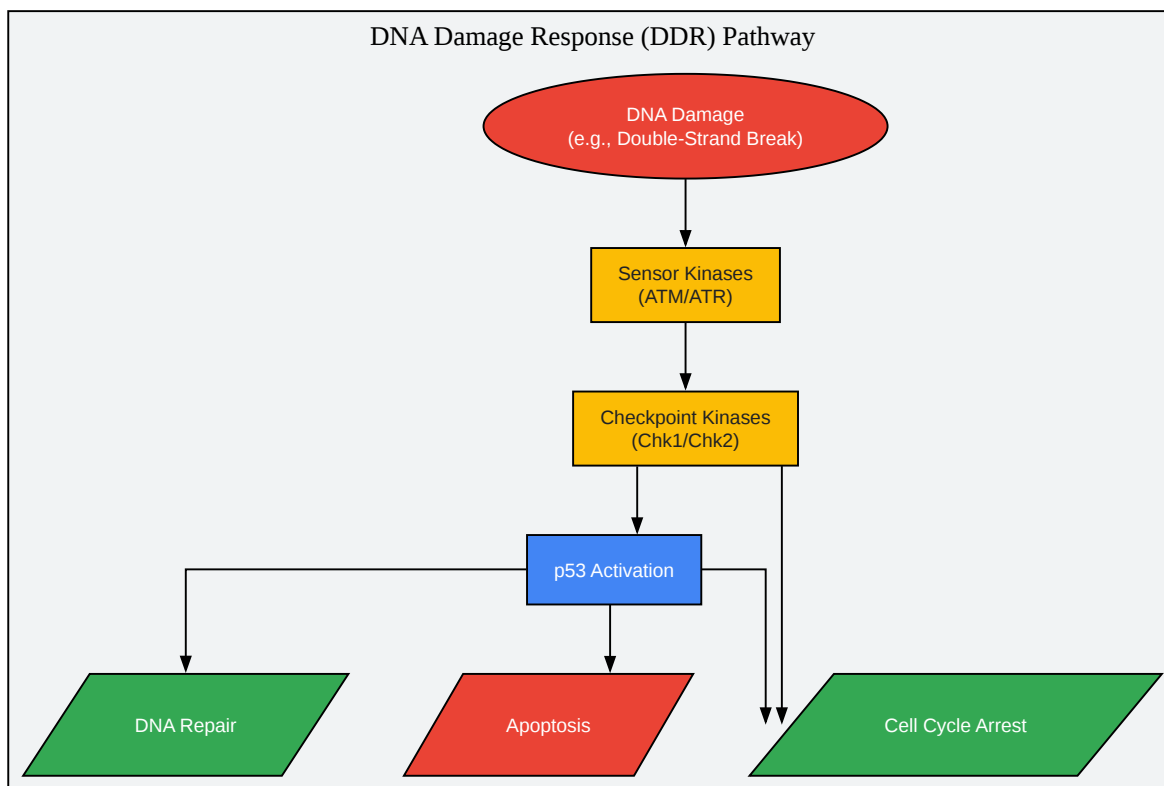 DNA Damage Response (DDR) Pathway
DNA Damage
(e.g., Double-Strand Break)
Sensor Kinases
(ATM/ATR)
Checkpoint Kinases
(Chk1/Chk2)
p53 Activation
DNA Repair
Apoptosis
Cell Cycle Arrest